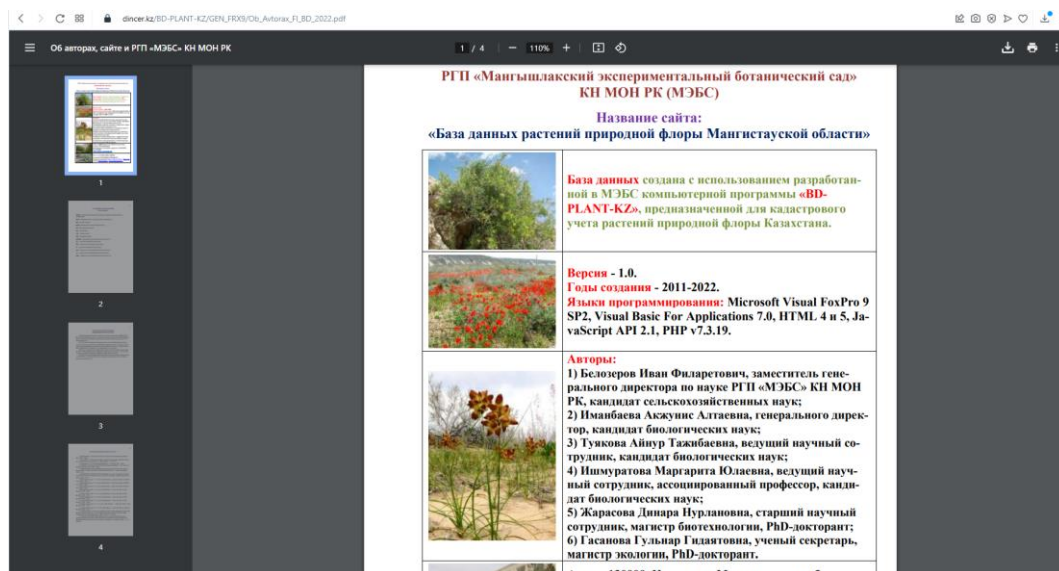 dincer.kz/BD-PLANT-KZ/GEN_FRX9/Ob_Avtorax_Fl_BD_2022.pdf
Об авторах, сайте и РГП «МЭБС» КН МОН РК
1 / 4
110%
1
2
3
4
РГП «Мангышлакский экспериментальный ботанический сад»
КН МОН РК (МЭБС)
Название сайта:
«База данных растений природной флоры Мангистауской области»
База данных создана с использованием разработан-
ной в МЭБС компьютерной программы «BD-
PLANT-KZ», предназначенной для кадастрового
учета растений природной флоры Казахстана.
Версия - 1.0.
Годы создания - 2011-2022.
Языки программирования: Microsoft Visual FoxPro 9
SP2, Visual Basic For Applications 7.0, HTML 4 и 5, Ja-
vaScript API 2.1, PHP v7.3.19.
Авторы:
1) Белозеров Иван Филаретович, заместитель гене-
рального директора по науке РГП «МЭБС» КН МОН
РК, кандидат сельскохозяйственных наук;
2) Иманбаева Акжунис Алтаевна, генерального дирек-
тор, кандидат биологических наук;
3) Туякова Айнур Тажибаевна, ведущий научный со-
трудник, кандидат биологических наук;
4) Ишмуратова Маргарита Юлаевна, ведущий науч-
ный сотрудник, ассоциированный профессор, канди-
дат биологических наук;
5) Жарасова Динара Нурлановна, старший научный
сотрудник, магистр биотехнологии, PhD-докторант;
6) Гасанова Гульнар Гидаятовна, ученый секретарь,
магистр экологии, PhD-докторант.